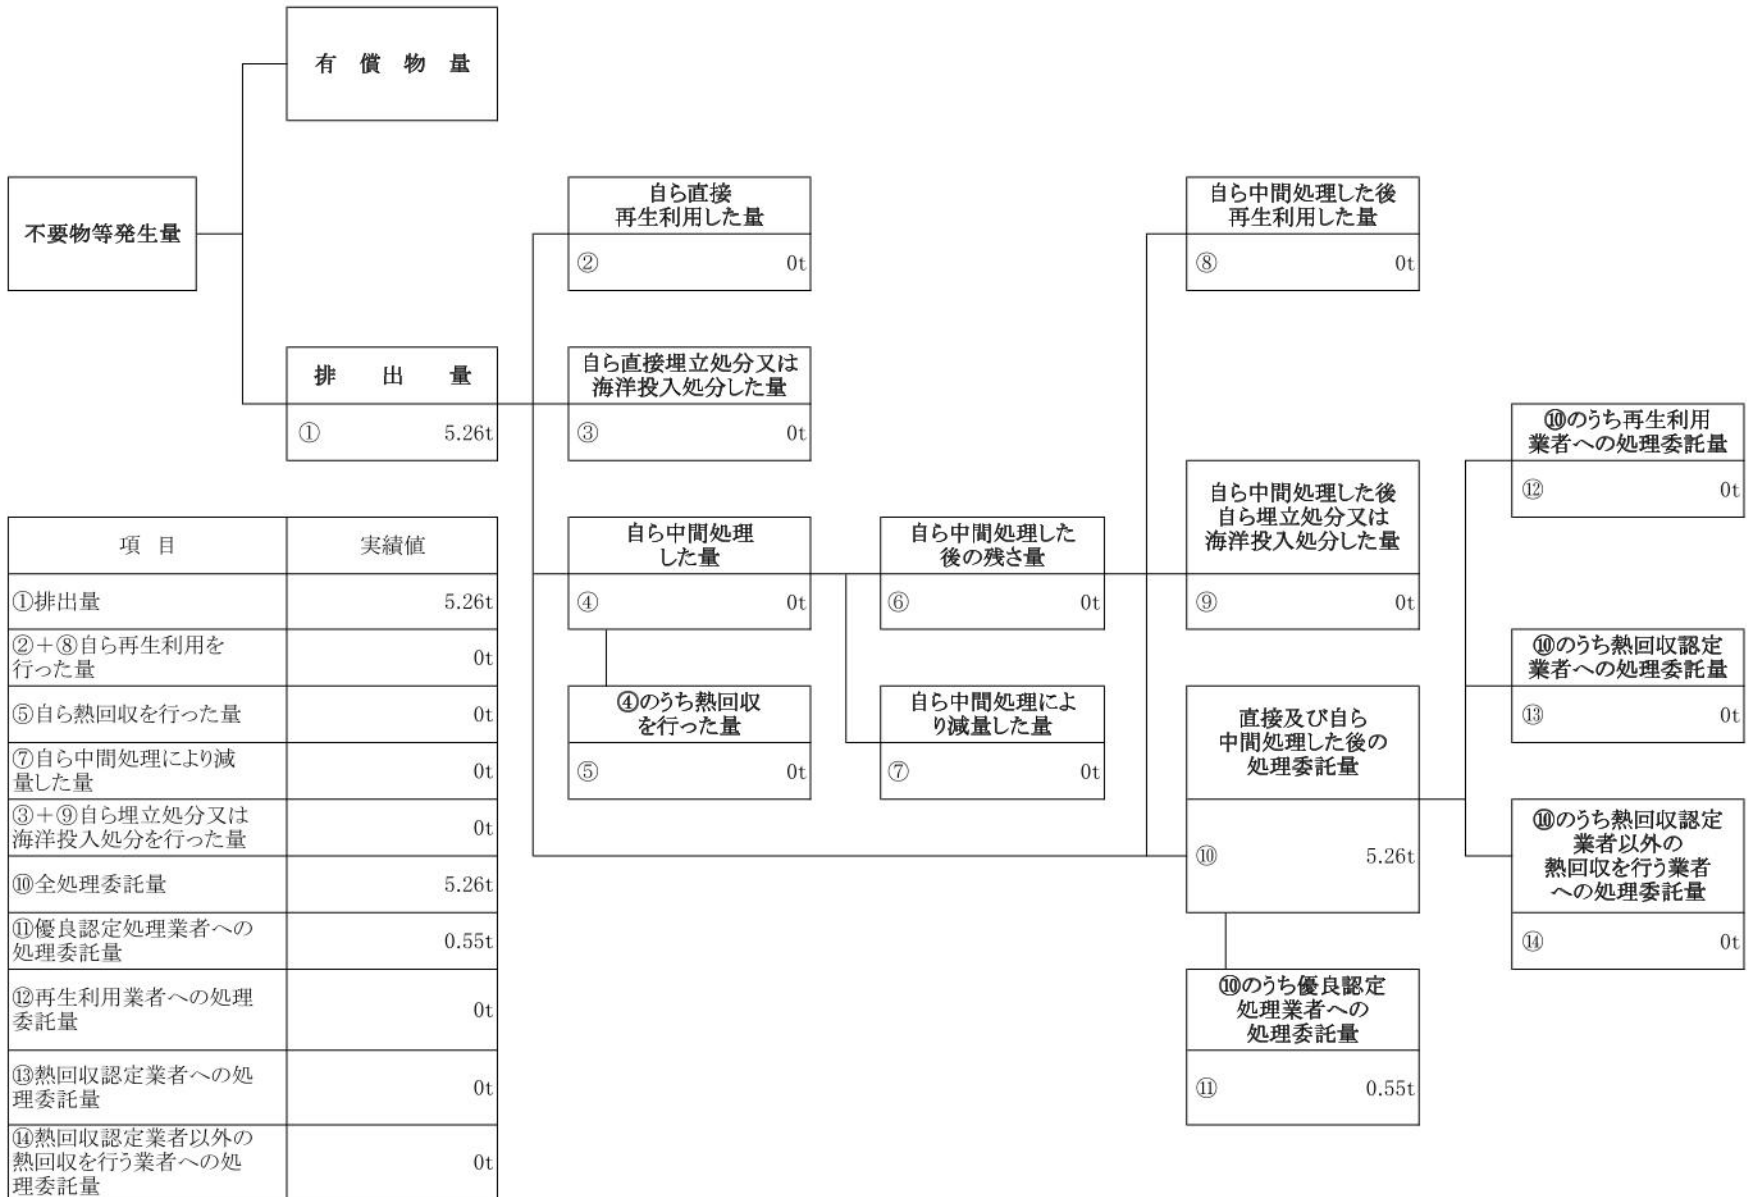 有 償 物 量
不要物等発生量
排 出 量
① 5.26t
自ら直接
再生利用した量
② 0t
自ら直接埋立処分又は
海洋投入処分した量
③ 0t
自ら中間処理
した量
④ 0t
④のうち熱回収
を行った量
⑤ 0t
自ら中間処理した
後の残さ量
⑥ 0t
自ら中間処理によ
り減量した量
⑦ 0t
自ら中間処理した後
再生利用した量
⑧ 0t
自ら中間処理した後
自ら埋立処分又は
海洋投入処分した量
⑨ 0t
直接及び自ら
中間処理した後の
処理委託量
⑩ 5.26t
⑩のうち優良認定
処理業者への
処理委託量
⑪ 0.55t
⑩のうち再生利用
業者への処理委託量
⑫ 0t
⑩のうち熱回収認定
業者への処理委託量
⑬ 0t
⑩のうち熱回収認定
業者以外の
熱回収を行う業者
への処理委託量
⑭ 0t
項 目 実績値
①排出量 5.26t
②+⑧自ら再生利用を
行った量 0t
⑤自ら熱回収を行った量 0t
⑦自ら中間処理により減
量した量 0t
③+⑨自ら埋立処分又は
海洋投入処分を行った量 0t
⑩全処理委託量 5.26t
⑪優良認定処理業者への
処理委託量 0.55t
⑫再生利用業者への処理
委託量 0t
⑬熱回収認定業者への処
理委託量 0t
⑭熱回収認定業者以外の
熱回収を行う業者への処
理委託量 0t